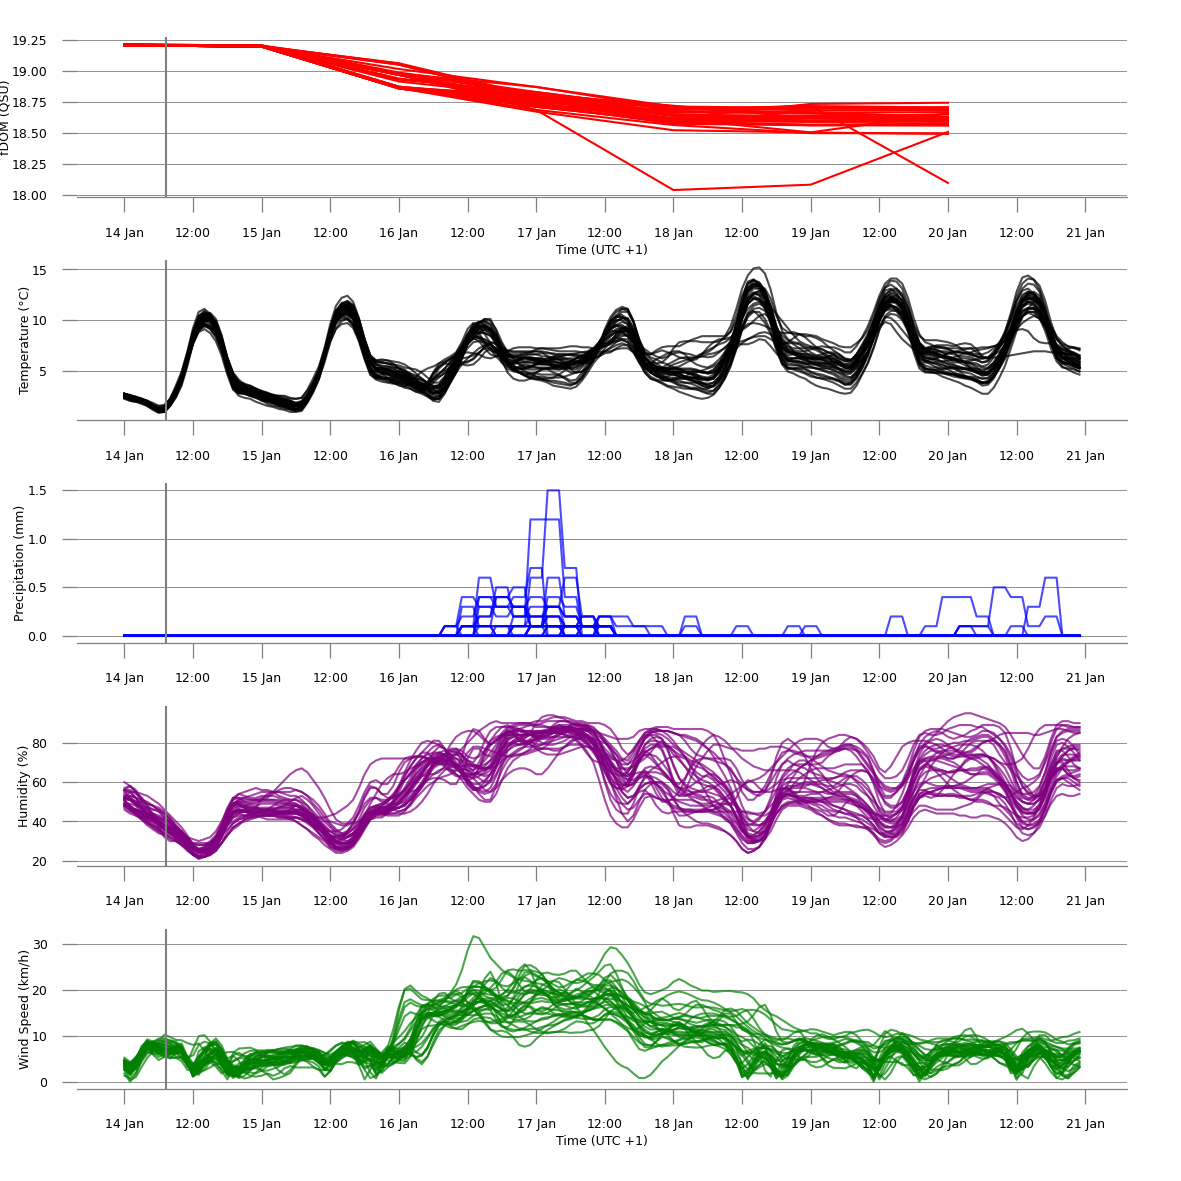 19.25
19.00
18.75
18.50
18.25
18.00
fDOM (QSU)
14 Jan 12:00 15 Jan 12:00 16 Jan 12:00 17 Jan 12:00 18 Jan 12:00 19 Jan 12:00 20 Jan 12:00 21 Jan
Time (UTC +1)
15
10
5
Temperature (°C)
14 Jan 12:00 15 Jan 12:00 16 Jan 12:00 17 Jan 12:00 18 Jan 12:00 19 Jan 12:00 20 Jan 12:00 21 Jan
1.5
1.0
0.5
0.0
Precipitation (mm)
14 Jan 12:00 15 Jan 12:00 16 Jan 12:00 17 Jan 12:00 18 Jan 12:00 19 Jan 12:00 20 Jan 12:00 21 Jan
80
60
40
20
Humidity (%)
14 Jan 12:00 15 Jan 12:00 16 Jan 12:00 17 Jan 12:00 18 Jan 12:00 19 Jan 12:00 20 Jan 12:00 21 Jan
30
20
10
0
Wind Speed (km/h)
14 Jan 12:00 15 Jan 12:00 16 Jan 12:00 17 Jan 12:00 18 Jan 12:00 19 Jan 12:00 20 Jan 12:00 21 Jan
Time (UTC +1)